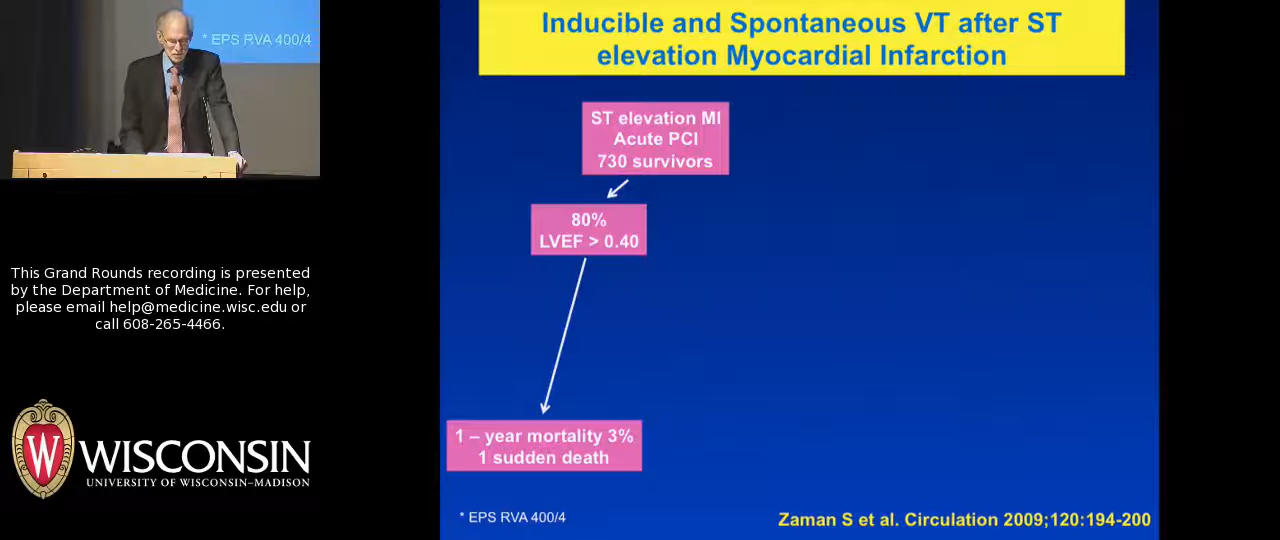 * EPS RVA 400/4
This Grand Rounds recording is presented
by the Department of Medicine. For help,
please email help@medicine.wisc.edu or
call 608-265-4466.
W WISCONSIN
UNIVERSITY OF WISCONSIN–MADISON
Inducible and Spontaneous VT after ST
elevation Myocardial Infarction
ST elevation MI
Acute PCI
730 survivors
80%
LVEF > 0.40
1 – year mortality 3%
1 sudden death
* EPS RVA 400/4
Zaman S et al. Circulation 2009;120:194-200